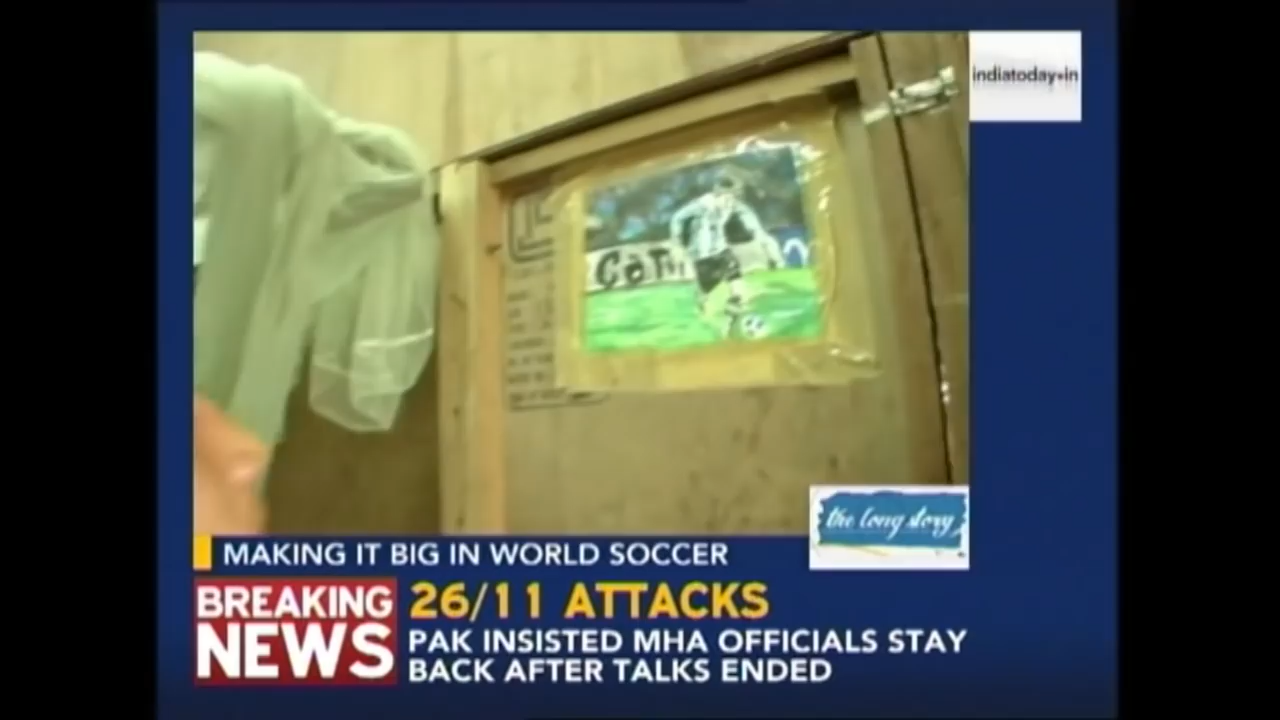 indiatoday.in
CaTi
the long story
MAKING IT BIG IN WORLD SOCCER
BREAKING
NEWS
26/11 ATTACKS
PAK INSISTED MHA OFFICIALS STAY
BACK AFTER TALKS ENDED